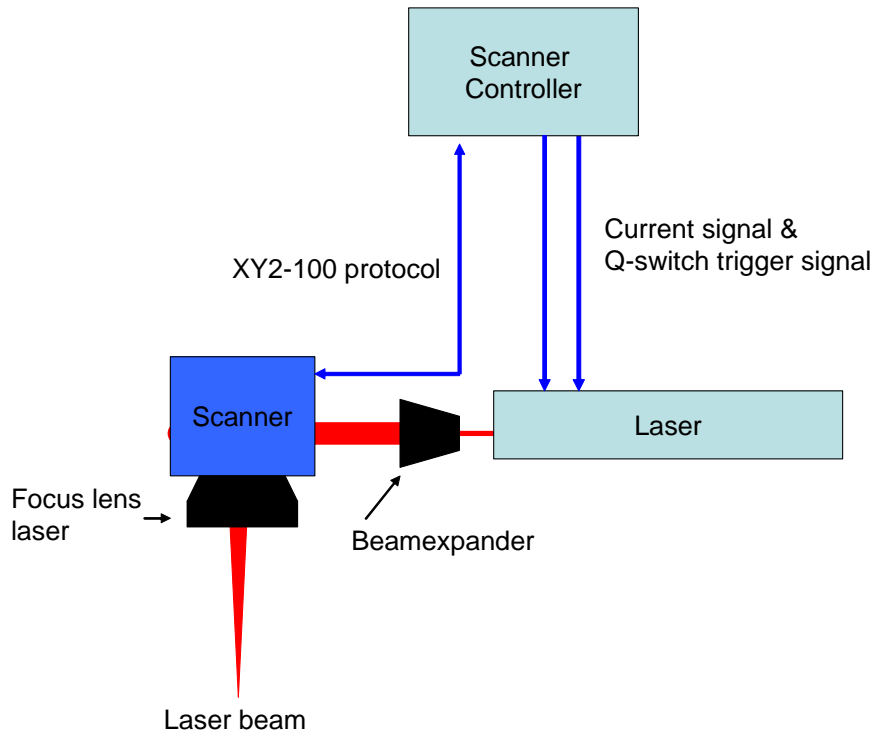 Scanner
Controller
Current signal &
Q-switch trigger signal
XY2-100 protocol
Scanner
Laser
Focus lens
laser
Beamexpander
Laser beam